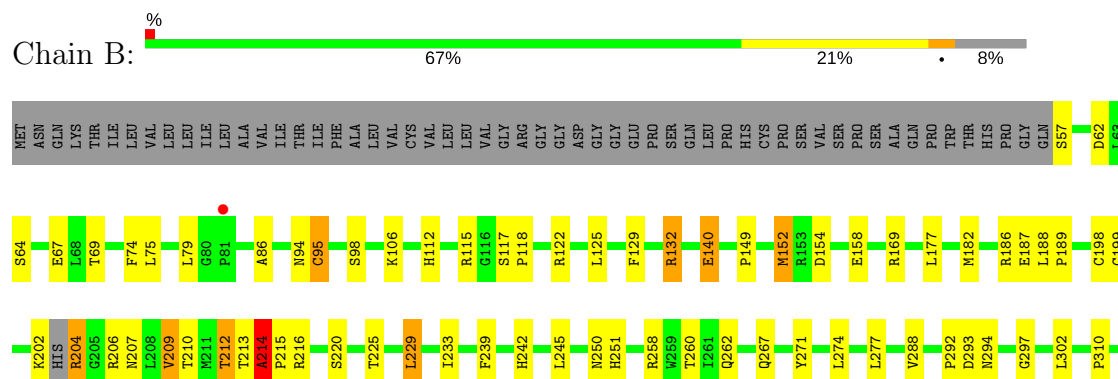 %
Chain B:
67% 21% • 8%
MET ASN GLN LYS THR ILE LEU VAL LEU LEU ILE LEU ALA VAL ILE THR ILE PHE ALA LEU VAL CYS VAL LEU LEU VAL GLY ARG GLY GLY ASP GLY GLY GLU PRO SER GLN LEU PRO HIS CYS PRO SER VAL SER PRO SER ALA GLN PRO TRP THR HIS PRO GLY GLN S57 D62 L63
S64 E67 L68 T69 F74 L75 L79 G80 P81 A86 N94 C95 S98 K106 H112 R115 G116 S117 P118 R122 L125 F129 R132 E140 P149 M152 R153 D154 E158 R169 L177 M182 R186 E187 L188 P189 C198 C199
K202 HIS R204 G205 R206 N207 L208 V209 T210 M211 T212 T213 A214 P215 R216 S220 T225 L229 I233 F239 H242 L245 N250 H251 R258 W259 T260 I261 Q262 Q267 Y271 L274 L277 V288 P292 D293 N294 G297 L302 P310